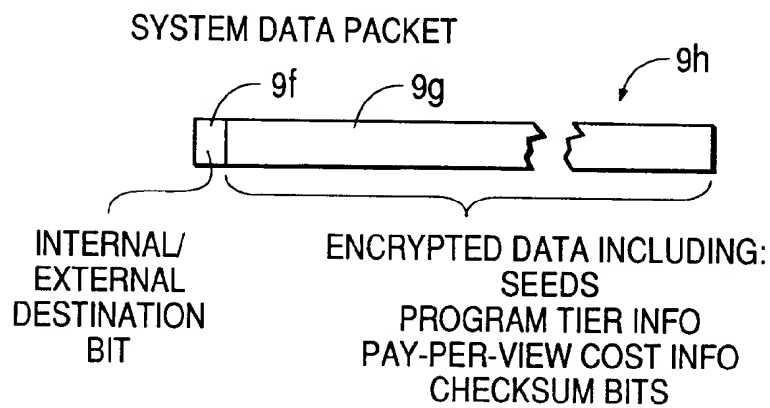 SYSTEM DATA PACKET
9f
9g
9h
INTERNAL/
EXTERNAL
DESTINATION
BIT
ENCRYPTED DATA INCLUDING:
SEEDS
PROGRAM TIER INFO
PAY-PER-VIEW COST INFO
CHECKSUM BITS